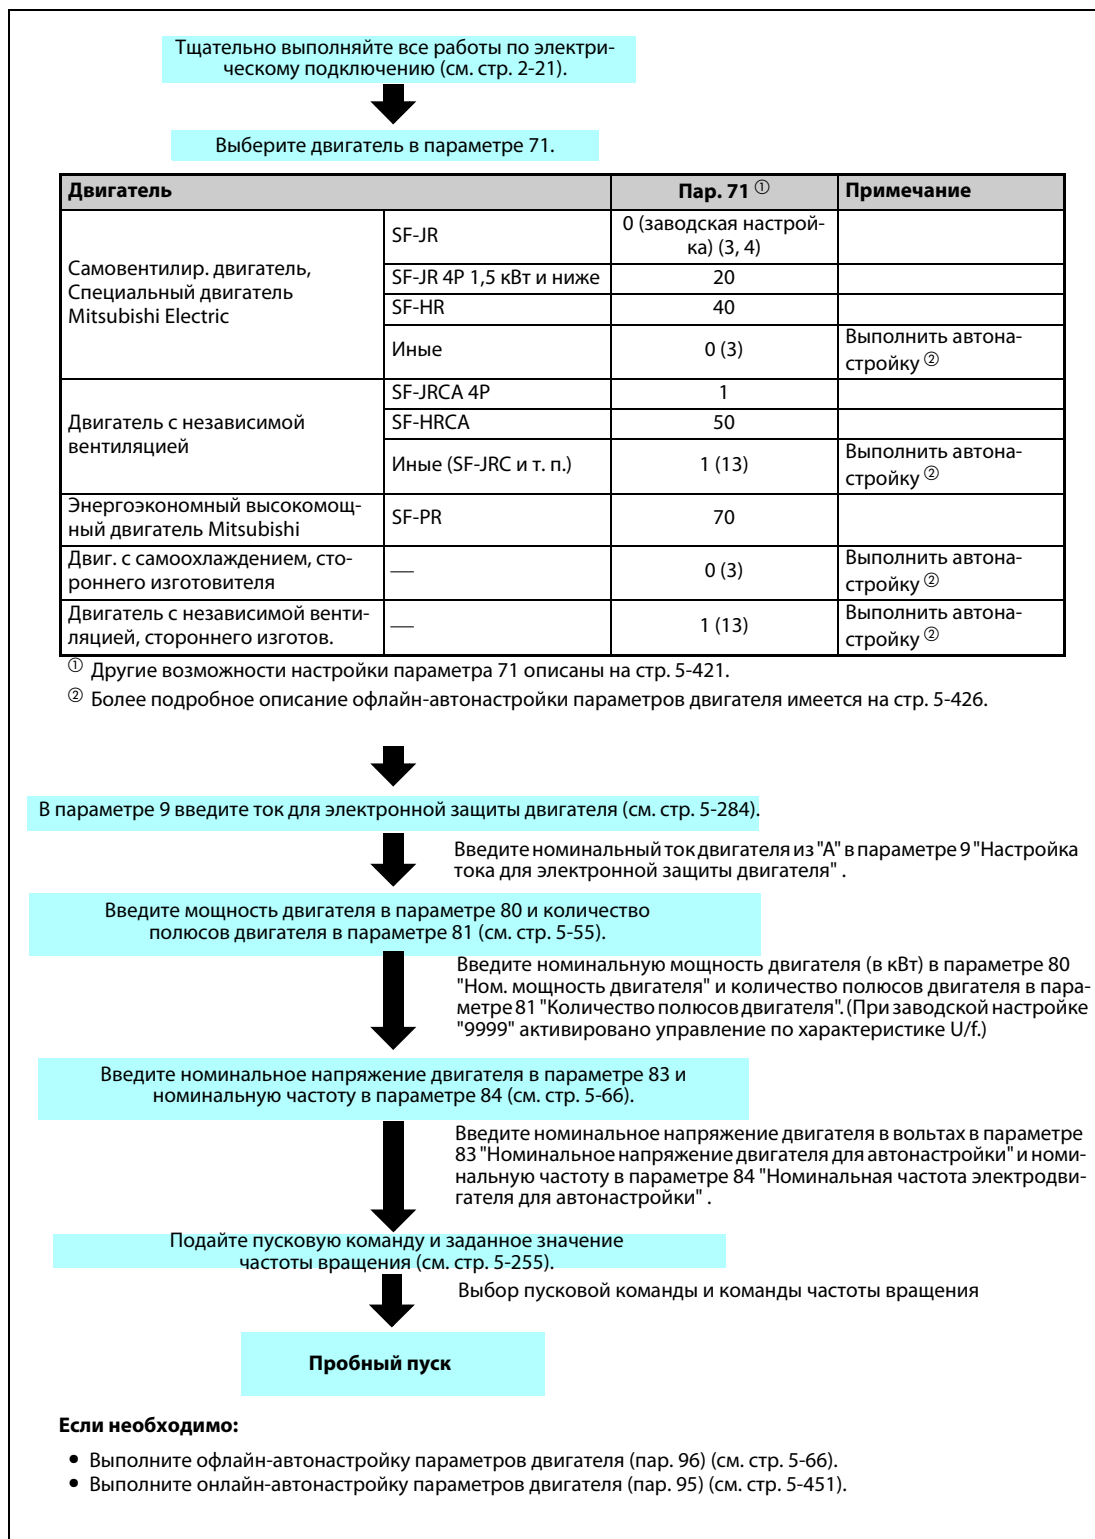 Тщательно выполняйте все работы по электри-
ческому подключению (см. стр. 2-21).
Выберите двигатель в параметре 71.
Двигатель Пар. 71 ① Примечание
Самовентилир. двигатель,
Специальный двигатель
Mitsubishi Electric
SF-JR
0 (заводская настрой-
ка) (3, 4)
SF-JR 4P 1,5 кВт и ниже 20
SF-HR 40
Иные 0 (3)
Выполнить автона-
стройку ②
Двигатель с независимой
вентиляцией
SF-JRCA 4P 1
SF-HRCA 50
Иные (SF-JRC и т. п.) 1 (13)
Выполнить автона-
стройку ②
Энергоэкономный высокомощ-
ный двигатель Mitsubishi
SF-PR 70
Двиг. с самоохлаждением, сто-
роннего изготовителя
— 0 (3)
Выполнить автона-
стройку ②
Двигатель с независимой венти-
ляцией, стороннего изготов.
— 1 (13)
Выполнить автона-
стройку ②
① Другие возможности настройки параметра 71 описаны на стр. 5-421.
② Более подробное описание офлайн-автонастройки параметров двигателя имеется на стр. 5-426.
В параметре 9 введите ток для электронной защиты двигателя (см. стр. 5-284).
Введите номинальный ток двигателя из "А" в параметре 9 "Настройка
тока для электронной защиты двигателя" .
Введите мощность двигателя в параметре 80 и количество
полюсов двигателя в параметре 81 (см. стр. 5-55).
Введите номинальную мощность двигателя (в кВт) в параметре 80
"Ном. мощность двигателя" и количество полюсов двигателя в пара-
метре 81 "Количество полюсов двигателя". (При заводской настройке
"9999" активировано управление по характеристике U/f.)
Введите номинальное напряжение двигателя в параметре 83 и
номинальную частоту в параметре 84 (см. стр. 5-66).
Введите номинальное напряжение двигателя в вольтах в параметре
83 "Номинальное напряжение двигателя для автонастройки" и номи-
нальную частоту в параметре 84 "Номинальная частота электродви-
гателя для автонастройки" .
Подайте пусковую команду и заданное значение
частоты вращения (см. стр. 5-255).
Выбор пусковой команды и команды частоты вращения
Пробный пуск
Если необходимо:
● Выполните офлайн-автонастройку параметров двигателя (пар. 96) (см. стр. 5-66).
● Выполните онлайн-автонастройку параметров двигателя (пар. 95) (см. стр. 5-451).